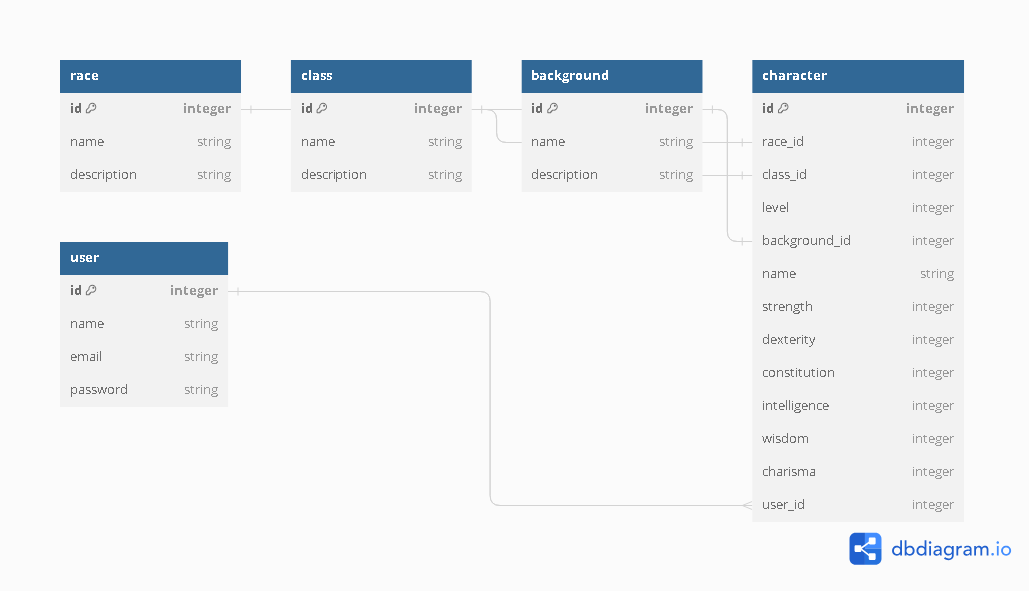 race
id integer
name string
description string
class
id integer
name string
description string
background
id integer
name string
description string
character
id integer
race_id integer
class_id integer
level integer
background_id integer
name string
strength integer
dexterity integer
constitution integer
intelligence integer
wisdom integer
charisma integer
user_id integer
user
id integer
name string
email string
password string
dbdiagram.io